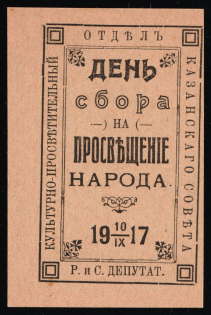 ОТДѢЛЪ
КУЛЬТУРНО-ПРОСВѢТИТЕЛЬНЫЙ
КАЗАНСКАГО СОВѢТА
ДЕНЬ
сбора
—) НА (—
ПРОСВѢЩЕНІЕ
НАРОДА.
19 10/IX 17
Р. и С. ДЕПУТАТ.